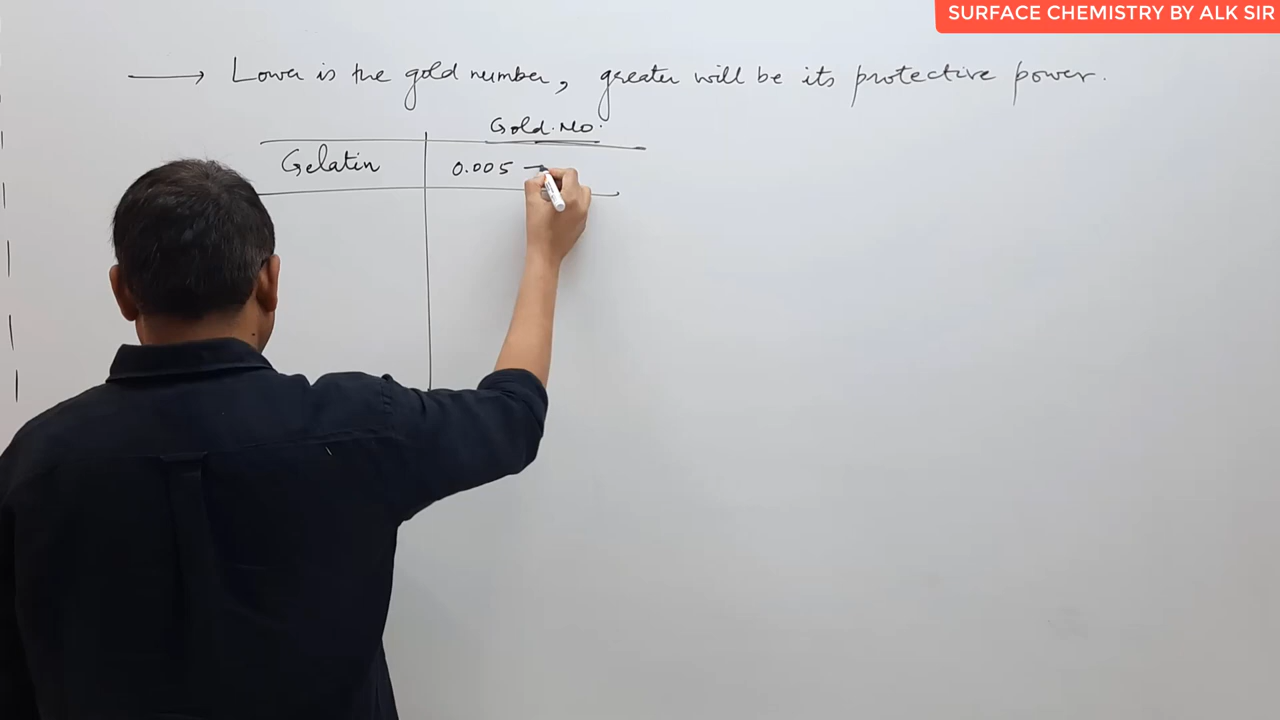 SURFACE CHEMISTRY BY ALK SIR
⟶ Lower is the gold number, greater will be its protective power.
Gold. No.
Gelatin 0.005 –